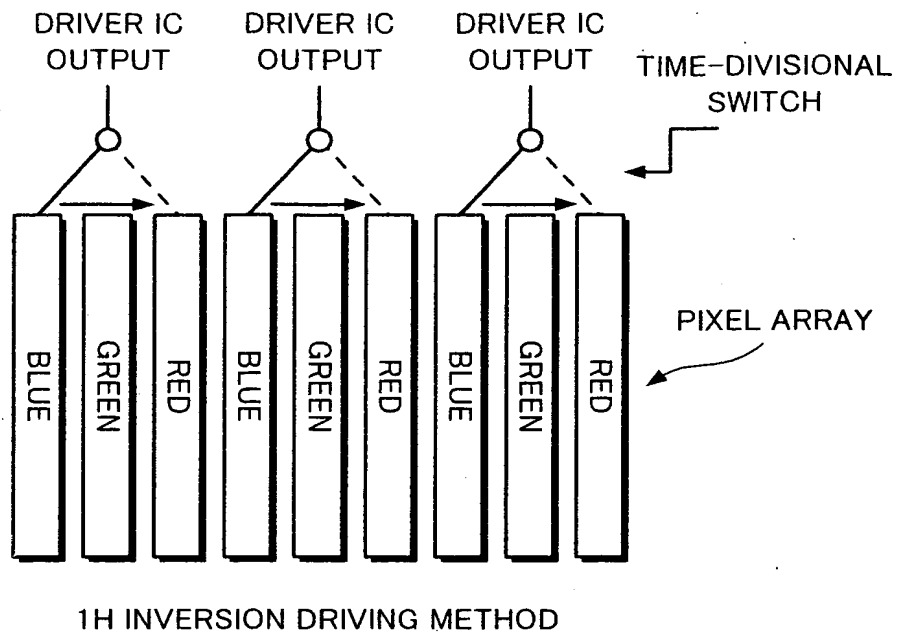 DRIVER IC
OUTPUT
DRIVER IC
OUTPUT
DRIVER IC
OUTPUT
TIME-DIVISIONAL
SWITCH
BLUE
GREEN
RED
BLUE
GREEN
RED
BLUE
GREEN
RED
PIXEL ARRAY
1H INVERSION DRIVING METHOD